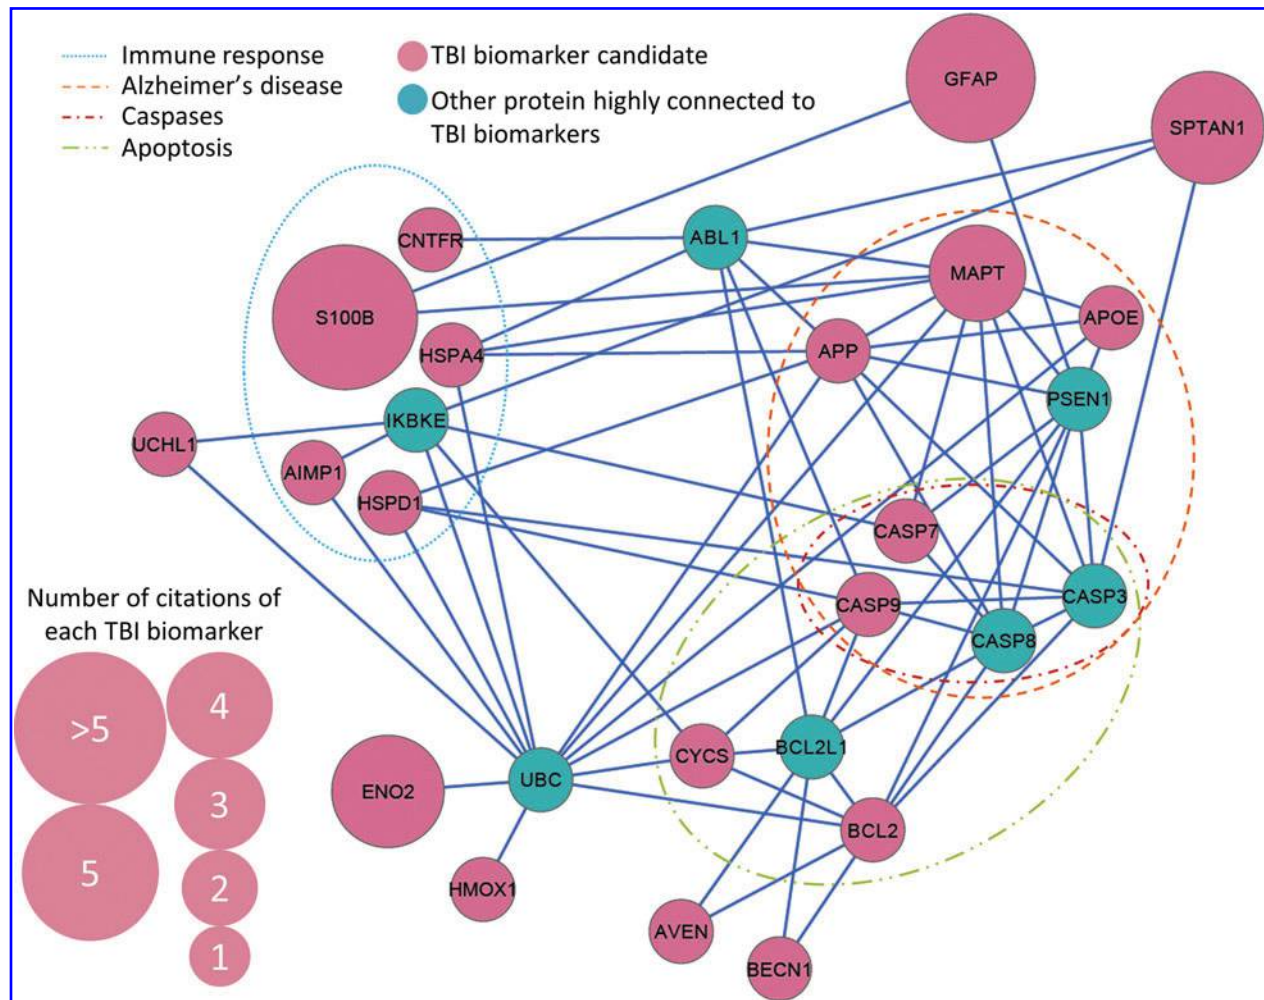 Immune response
Alzheimer's disease
Caspases
Apoptosis
TBI biomarker candidate
Other protein highly connected to
TBI biomarkers
GFAP
SPTAN1
CNTFR
ABL1
MAPT
S100B
APOE
HSPA4
APP
PSEN1
IKBKE
UCHL1
AIMP1
HSPD1
CASP7
CASP9
CASP3
CASP8
Number of citations of
each TBI biomarker
>5
4
3
5
2
1
CYCS
BCL2L1
UBC
ENO2
BCL2
HMOX1
AVEN
BECN1